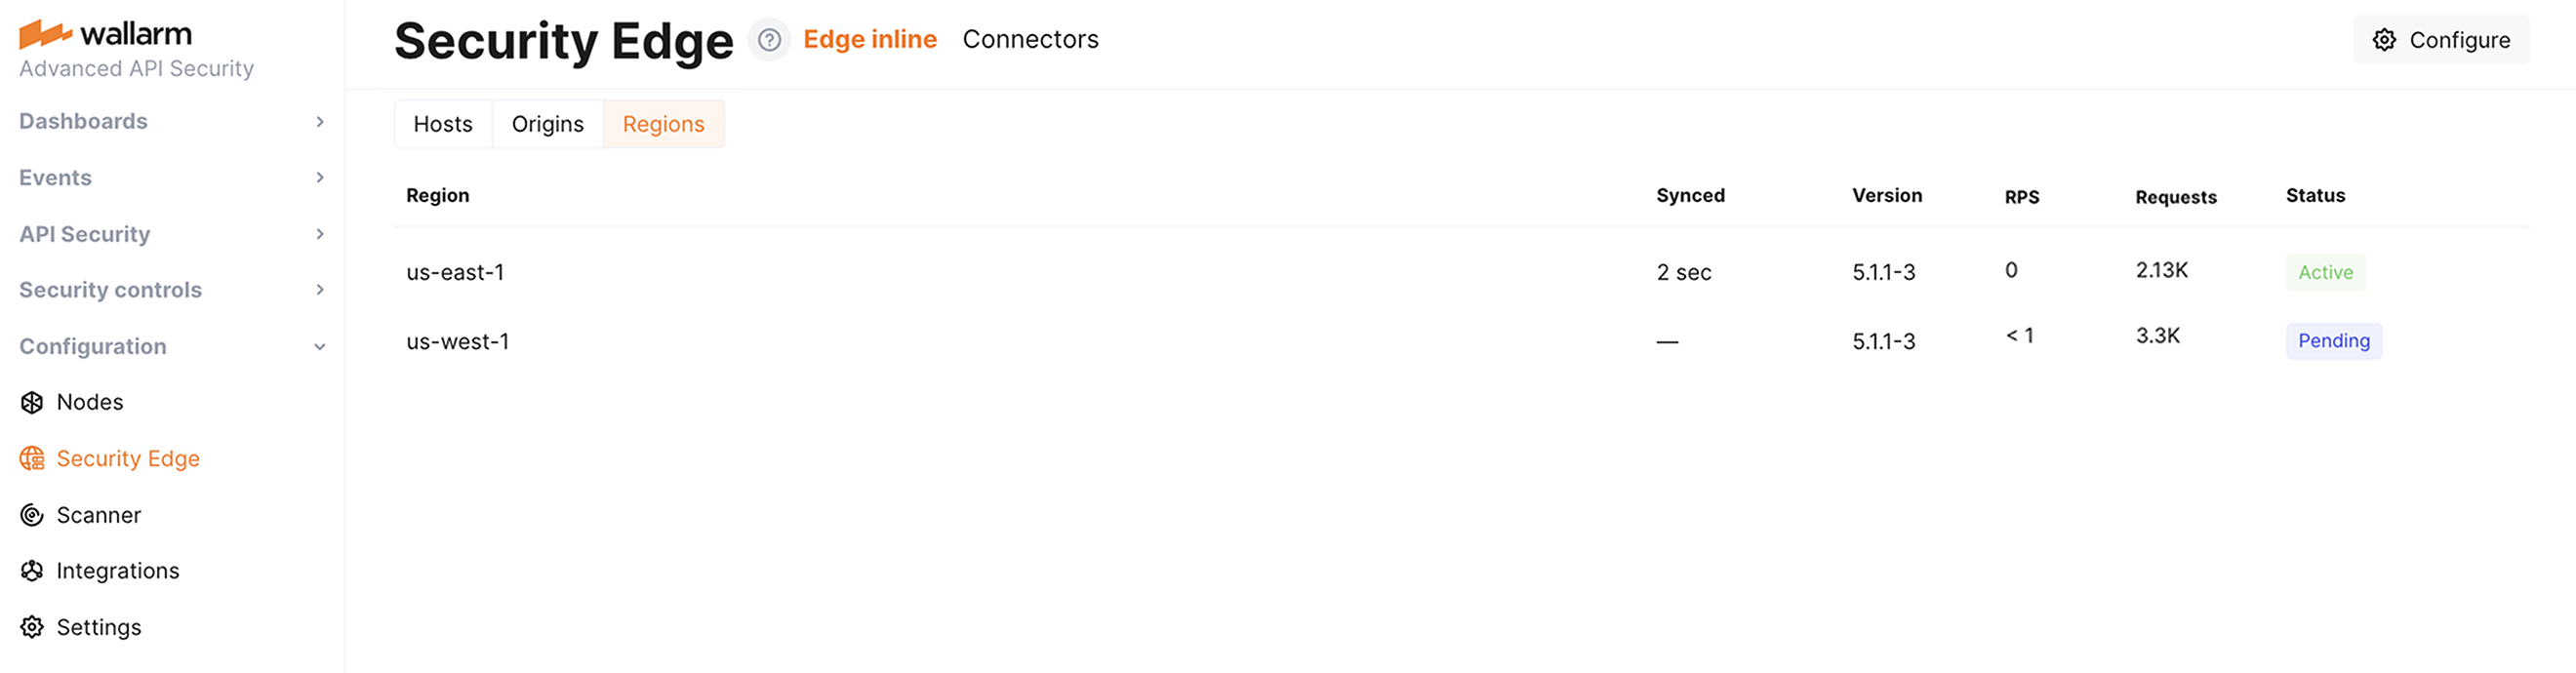 wallarm
Advanced API Security
Dashboards
Events
API Security
Security controls
Configuration
Nodes
Security Edge
Scanner
Integrations
Settings
Security Edge ? Edge inline Connectors Configure
Hosts Origins Regions
Region Synced Version RPS Requests Status
us-east-1 2 sec 5.1.1-3 0 2.13K Active
us-west-1 — 5.1.1-3 < 1 3.3K Pending